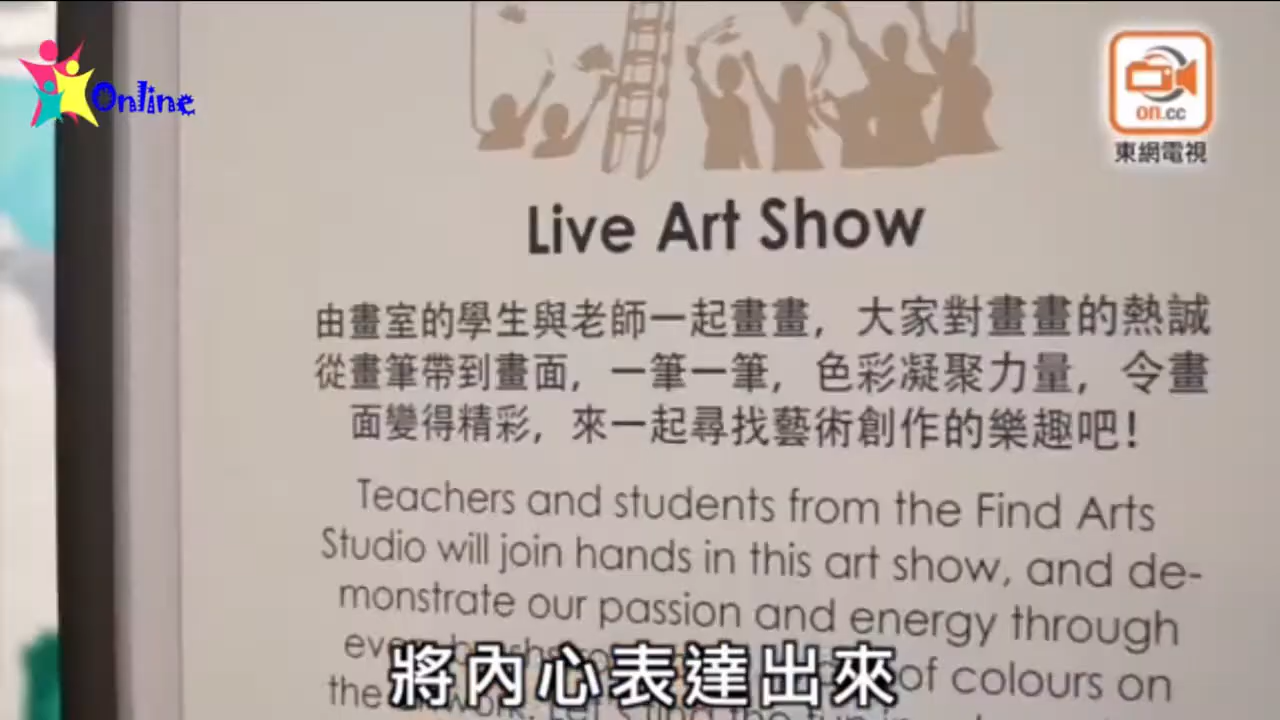 Online
on.cc
東網電視
Live Art Show
由畫室的學生與老師一起畫畫，大家對畫畫的熱誠
從畫筆帶到畫面，一筆一筆，色彩凝聚力量，令畫
面變得精彩，來一起尋找藝術創作的樂趣吧！
Teachers and students from the Find Arts
Studio will join hands in this art show, and de-
monstrate our passion and energy through
of colours on
the
將內心表達出來